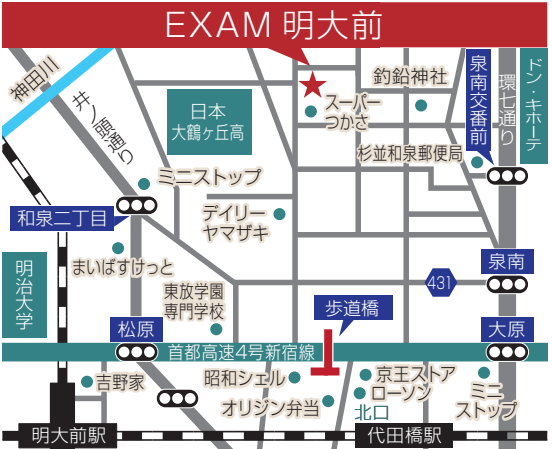 EXAM 明大前
神田川
井ノ頭通り
日本
大鶴ヶ丘高
釣鉛神社
スーパー
つかさ
泉南交番前
環七通り
ドン・キホーテ
杉並和泉郵便局
ミニストップ
和泉二丁目
デイリー
ヤマザキ
まいばすけっと
明治大学
東放学園
専門学校
431
泉南
歩道橋
松原
大原
首都高速4号新宿線
吉野家
昭和シェル
オリジン弁当
京王ストア
ローソン
北口
ミニ
ストップ
明大前駅
代田橋駅